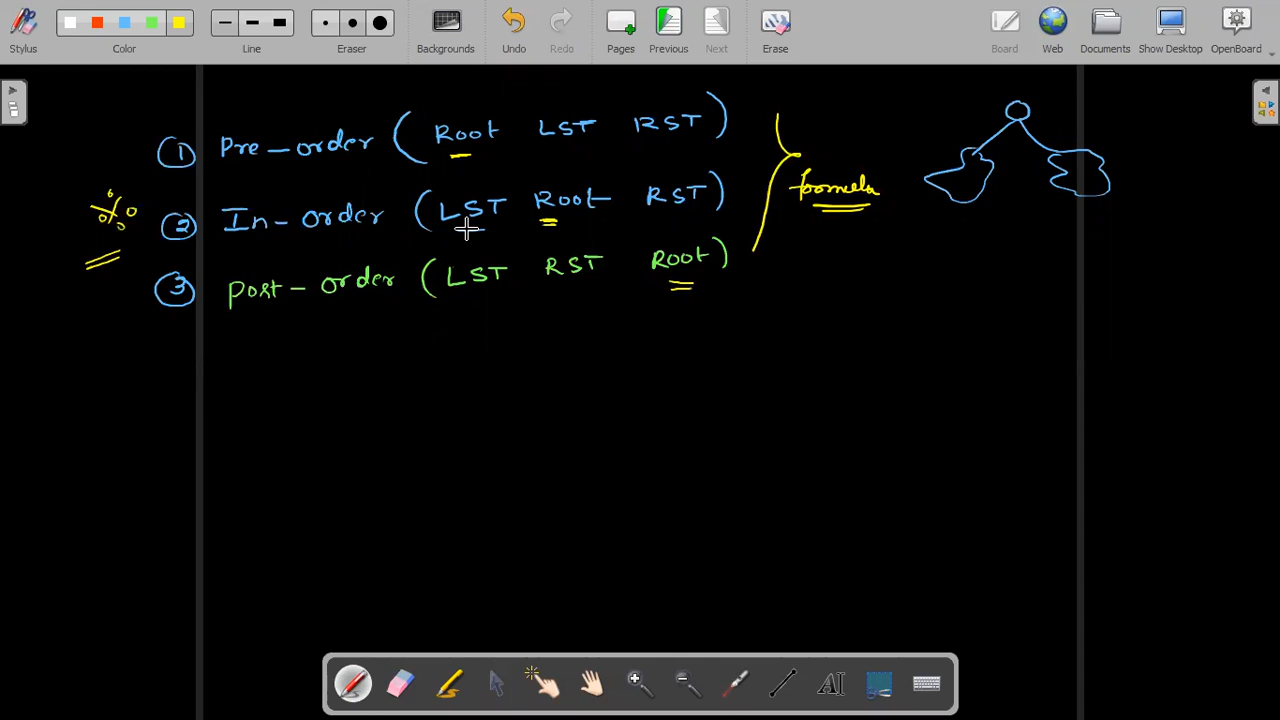 Stylus Color Line Eraser Backgrounds Undo Redo Pages Previous Next Erase Board Web Documents Show Desktop OpenBoard
① Pre-order ( Root LST RST )
② In-order ( LST Root RST )
③ post-order ( LST RST Root )
formula